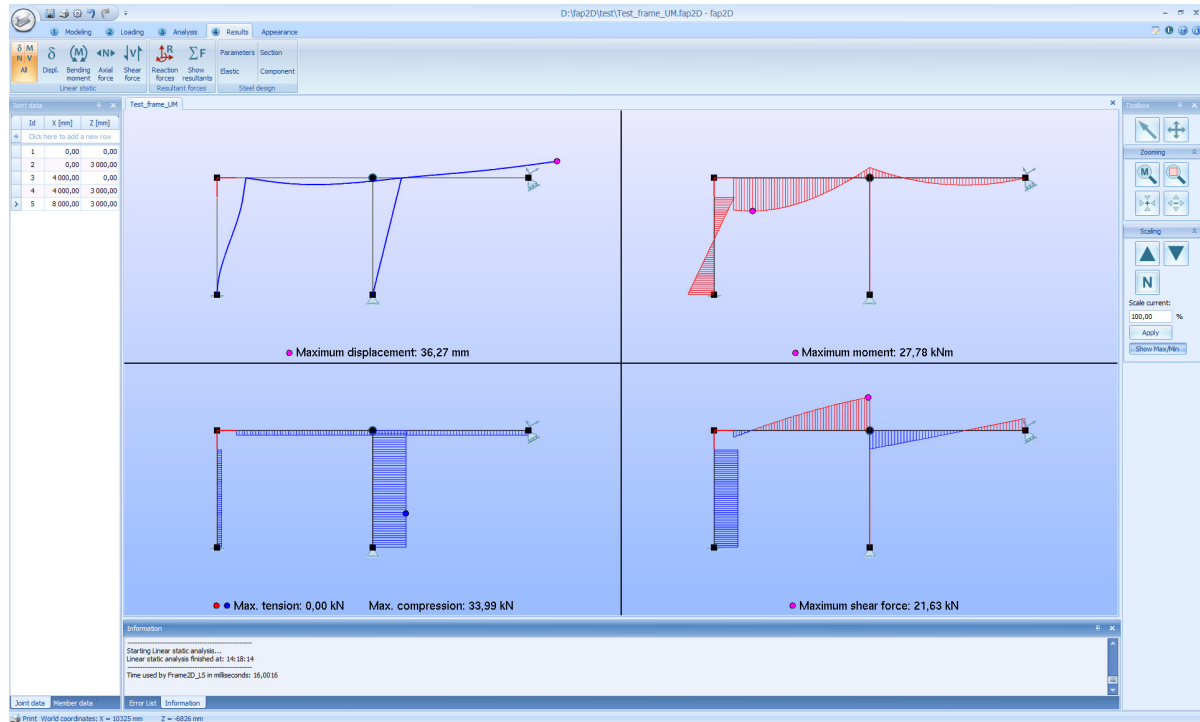 D:\fap2D\test\Test_frame_UM.fap2D - fap2D
1 Modeling 2 Loading 3 Analysis 4 Results Appearance
δ M
N V
All
δ
Displ.
(M)
Bending
moment
◂N▸
Axial
force
↓V↑
Shear
force
Linear static
R
Reaction
forces
ΣF
Show
resultants
Resultant forces
Parameters Section
Elastic Component
Steel design
Joint data
Id X [mm] Z [mm]
Click here to add a new row
1 0,00 0,00
2 0,00 3 000,00
3 4 000,00 0,00
4 4 000,00 3 000,00
5 8 000,00 3 000,00
Joint data Member data
Test_frame_UM
Maximum displacement: 36,27 mm
Maximum moment: 27,78 kNm
Max. tension: 0,00 kN Max. compression: 33,99 kN
Maximum shear force: 21,63 kN
Information
--------------------------------------------------
Starting Linear static analysis...
Linear static analysis finished at: 14:18:14
--------------------------------------------------
Time used by Frame2D_LS in milliseconds: 16,0016
Error List Information
Toolbox
Zooming
M
Scaling
N
Scale current:
100,00 %
Apply
Show Max/Min
Print World coordinates: X = 10325 mm Z = -6826 mm